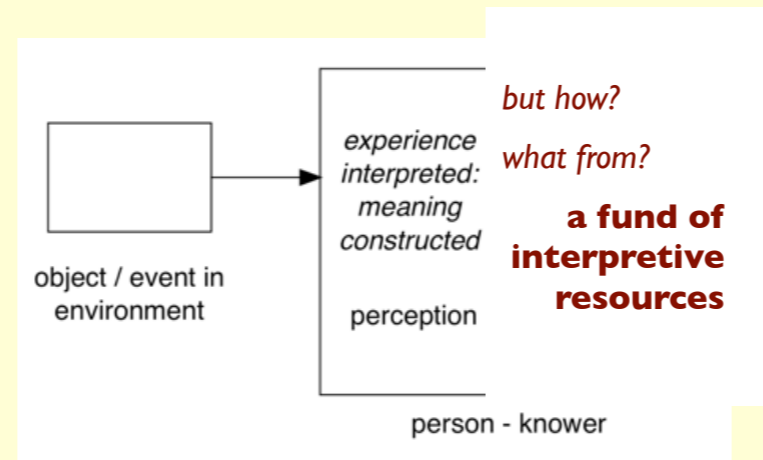 object / event in
environment
experience
interpreted:
meaning
constructed
perception
person - knower
but how?
what from?
a fund of
interpretive
resources